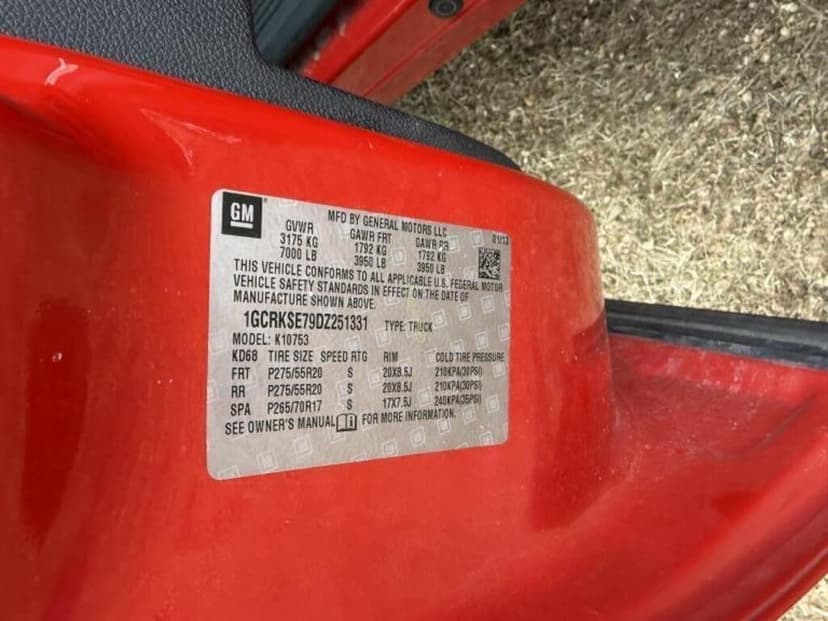 GM
MFD BY GENERAL MOTORS LLC
01/13
GVWR GAWR FRT GAWR RR
3175 KG 1792 KG 1792 KG
7000 LB 3950 LB 3950 LB
THIS VEHICLE CONFORMS TO ALL APPLICABLE U.S. FEDERAL MOTOR
VEHICLE SAFETY STANDARDS IN EFFECT ON THE DATE OF
MANUFACTURE SHOWN ABOVE.
1GCRKSE79DZ251331 TYPE: TRUCK
MODEL: K10753
KD68 TIRE SIZE SPEED RTG RIM COLD TIRE PRESSURE
FRT P275/55R20 S 20X8.5J 210KPA(30PSI)
RR P275/55R20 S 20X8.5J 210KPA(30PSI)
SPA P265/70R17 S 17X7.5J 240KPA(35PSI)
SEE OWNER'S MANUAL FOR MORE INFORMATION.